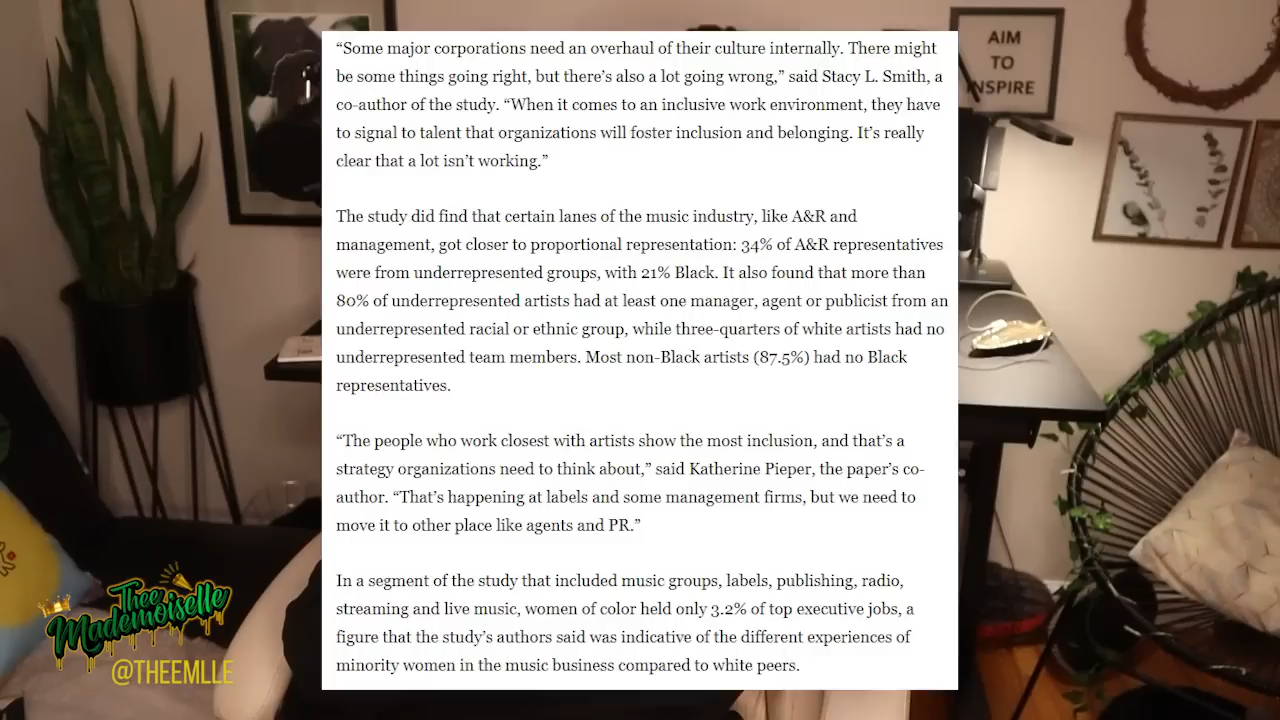 “Some major corporations need an overhaul of their culture internally. There might
be some things going right, but there’s also a lot going wrong,” said Stacy L. Smith, a
co-author of the study. “When it comes to an inclusive work environment, they have
to signal to talent that organizations will foster inclusion and belonging. It’s really
clear that a lot isn’t working.”
The study did find that certain lanes of the music industry, like A&R and
management, got closer to proportional representation: 34% of A&R representatives
were from underrepresented groups, with 21% Black. It also found that more than
80% of underrepresented artists had at least one manager, agent or publicist from an
underrepresented racial or ethnic group, while three-quarters of white artists had no
underrepresented team members. Most non-Black artists (87.5%) had no Black
representatives.
“The people who work closest with artists show the most inclusion, and that’s a
strategy organizations need to think about,” said Katherine Pieper, the paper’s co-
author. “That’s happening at labels and some management firms, but we need to
move it to other place like agents and PR.”
In a segment of the study that included music groups, labels, publishing, radio,
streaming and live music, women of color held only 3.2% of top executive jobs, a
figure that the study’s authors said was indicative of the different experiences of
minority women in the music business compared to white peers.
AIM
TO
INSPIRE
Thee
Mademoiselle
@THEEMLLE